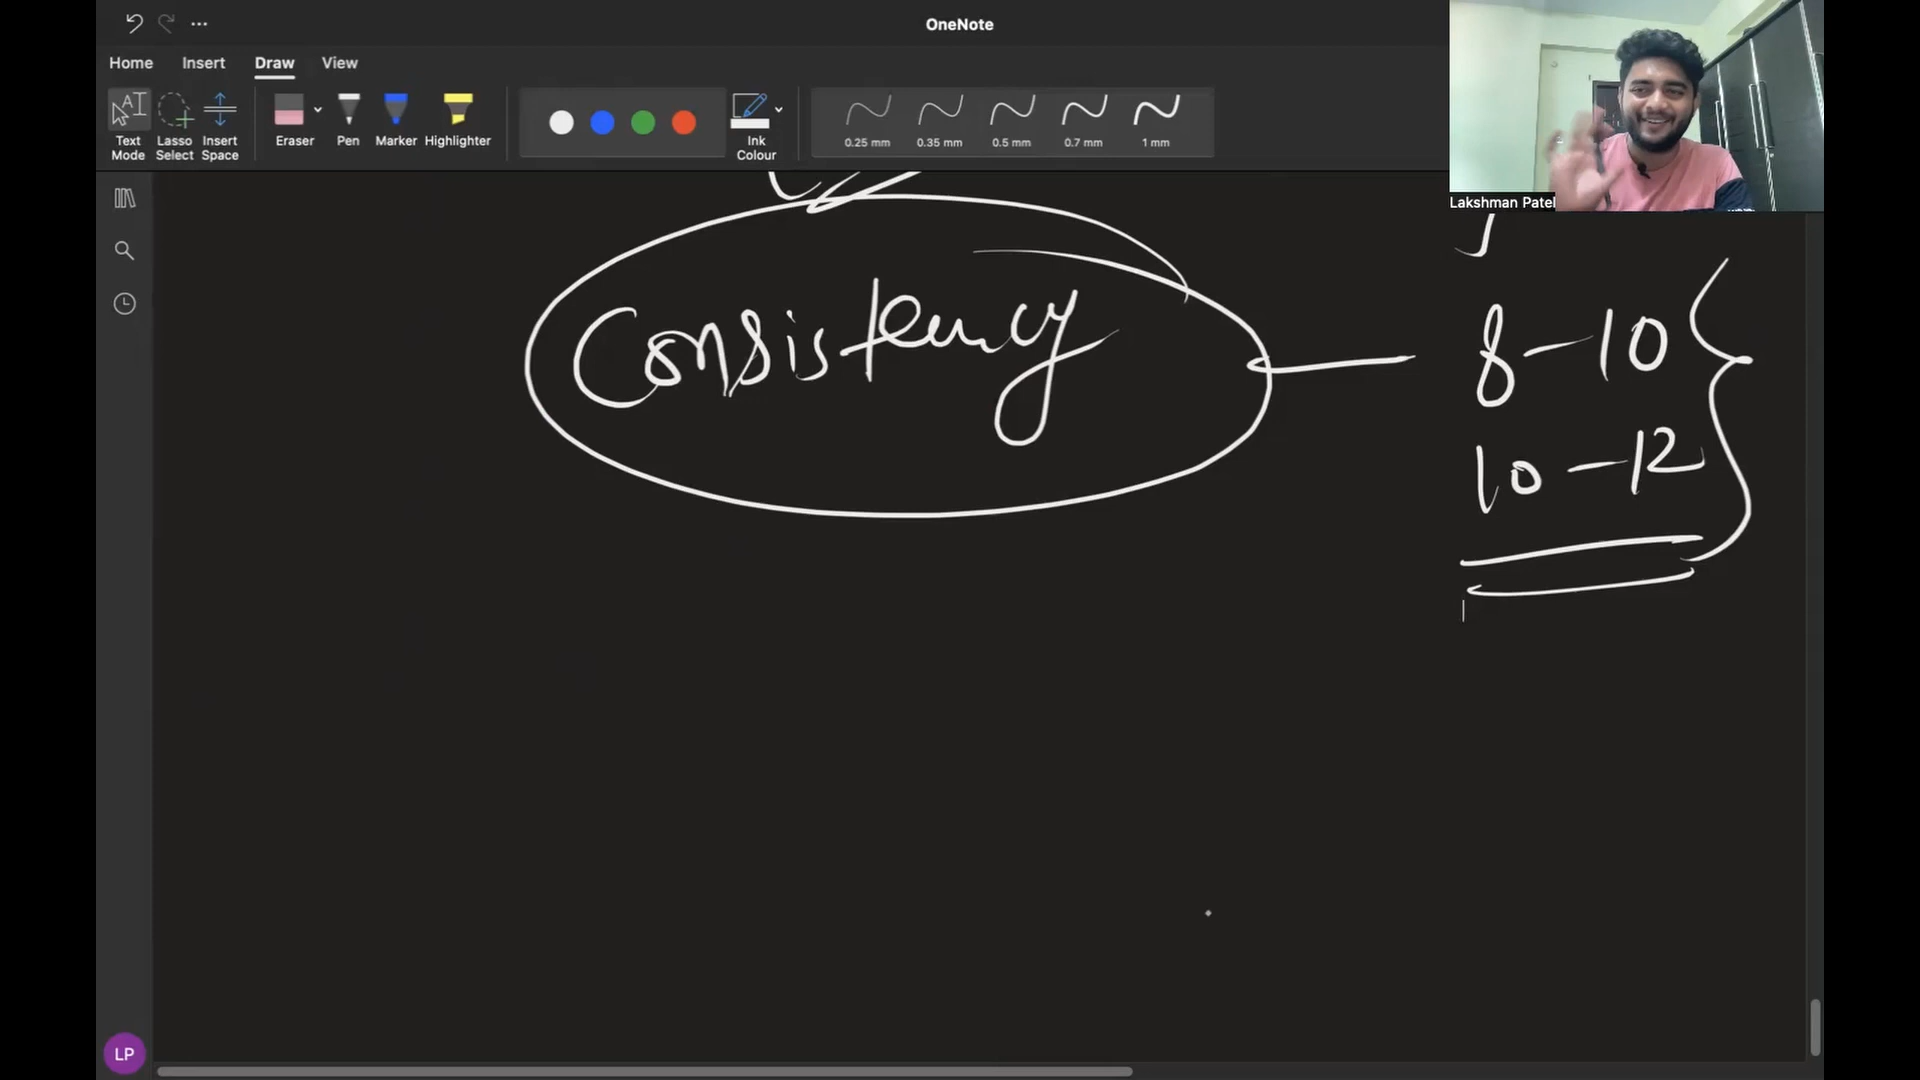 OneNote
Home Insert Draw View
Text Mode
Lasso Select
Insert Space
Eraser
Pen
Marker
Highlighter
Ink Colour
0.25 mm
0.35 mm
0.5 mm
0.7 mm
1 mm
Lakshman Patel
Consistency
8-10
10-12
LP